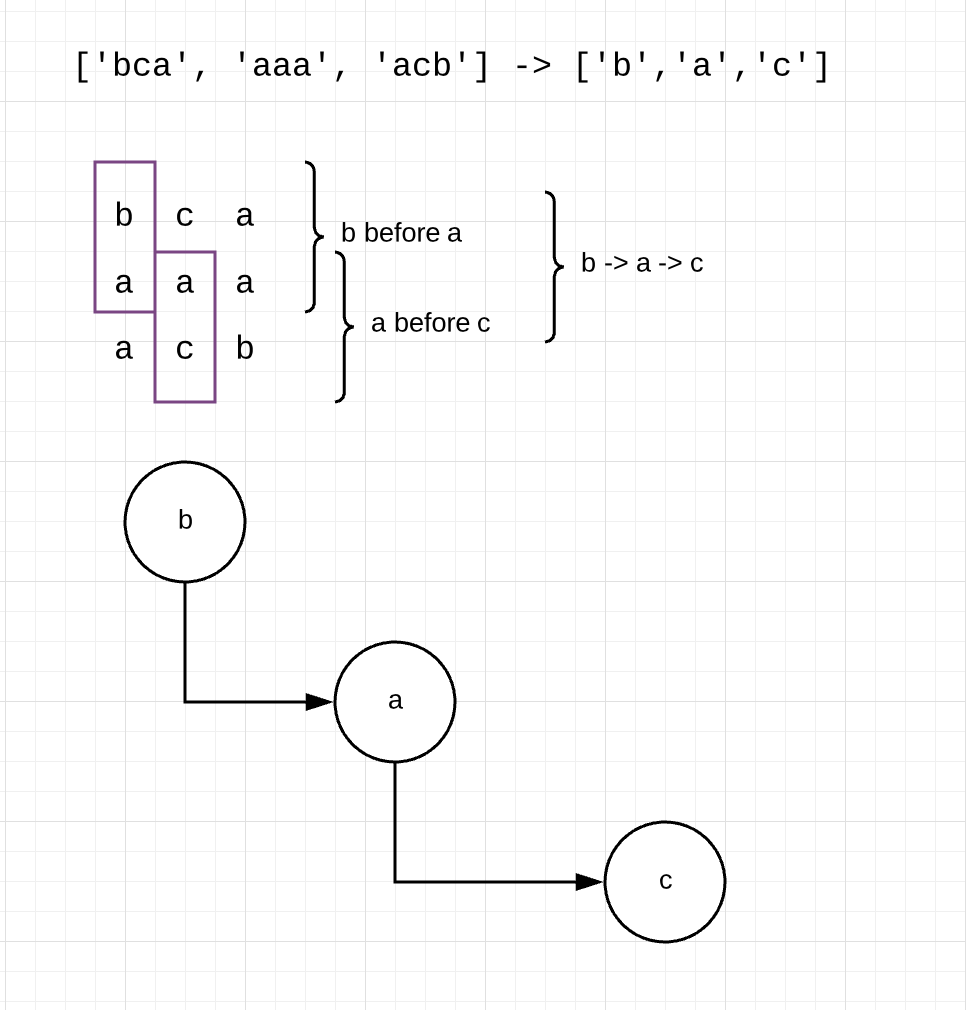 ['bca', 'aaa', 'acb'] -> ['b','a','c']
b c a
b before a
b -> a -> c
a a a
a before c
a c b
b
a
c